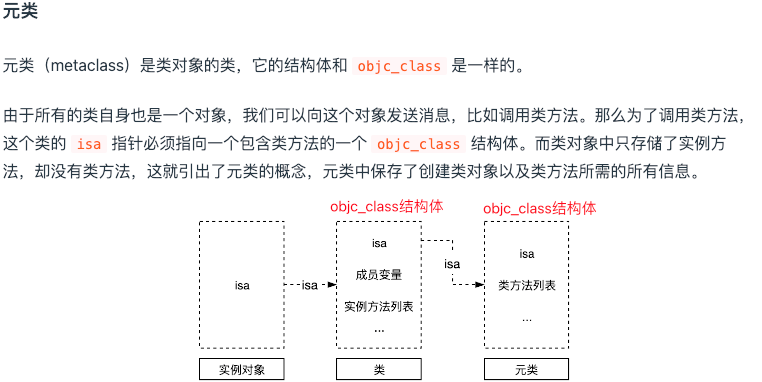 元类
元类（metaclass）是类对象的类，它的结构体和 objc_class 是一样的。
由于所有的类自身也是一个对象，我们可以向这个对象发送消息，比如调用类方法。那么为了调用类方法，
这个类的 isa 指针必须指向一个包含类方法的一个 objc_class 结构体。而类对象中只存储了实例方
法，却没有类方法，这就引出了元类的概念，元类中保存了创建类对象以及类方法所需的所有信息。
objc_class结构体 objc_class结构体
isa
isa
isa
成员变量
实例方法列表
...
isa
isa
类方法列表
...
实例对象 类 元类